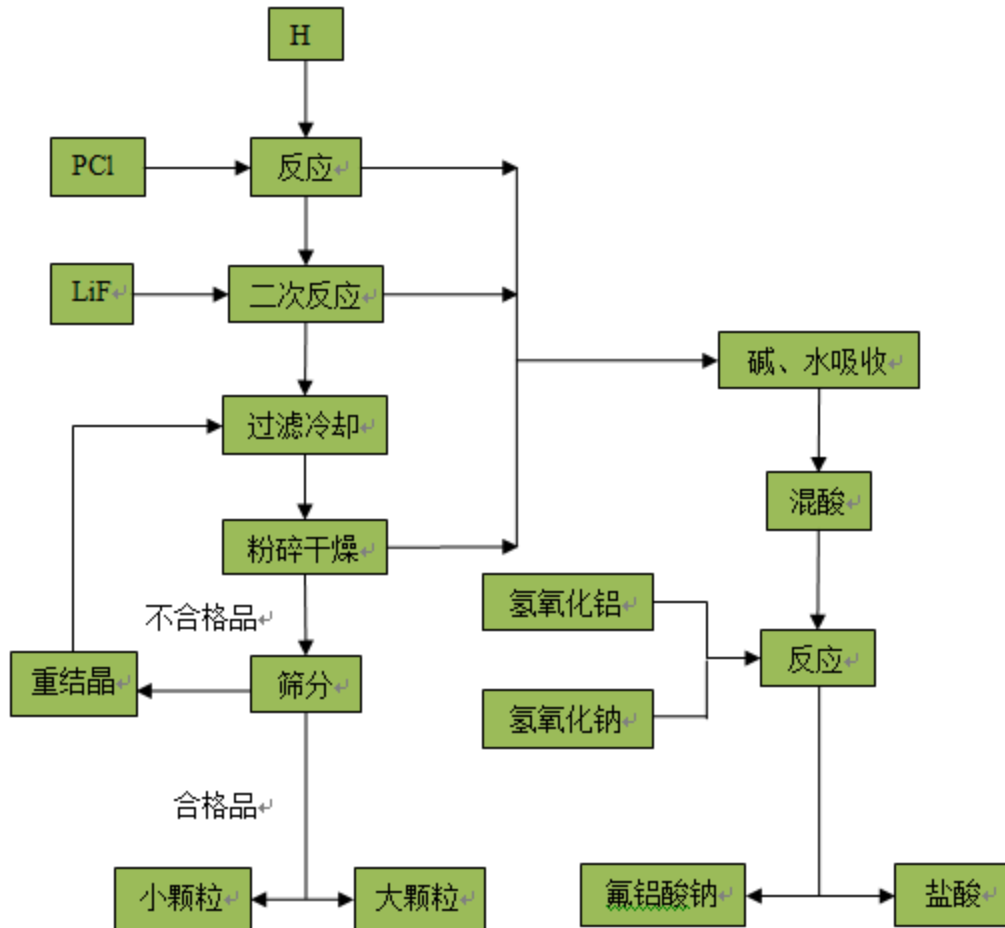 H
PCl
反应
LiF
二次反应
碱、水吸收
过滤冷却
混酸
粉碎干燥
氢氧化铝
不合格品
反应
重结晶
筛分
氢氧化钠
合格品
小颗粒
大颗粒
氟铝酸钠
盐酸